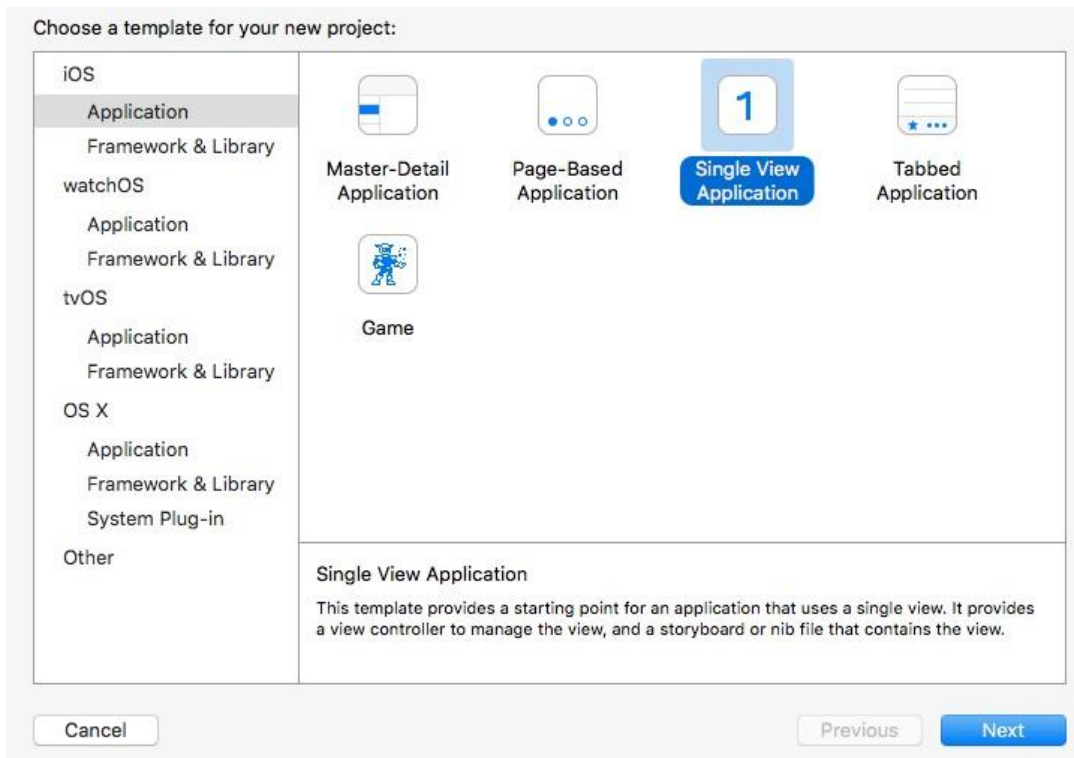 Choose a template for your new project:
iOS
Application
Framework & Library
watchOS
Application
Framework & Library
tvOS
Application
Framework & Library
OS X
Application
Framework & Library
System Plug-in
Other
Master-Detail
Application
Page-Based
Application
1
Single View
Application
Tabbed
Application
Game
Single View Application
This template provides a starting point for an application that uses a single view. It provides
a view controller to manage the view, and a storyboard or nib file that contains the view.
Cancel
Previous
Next